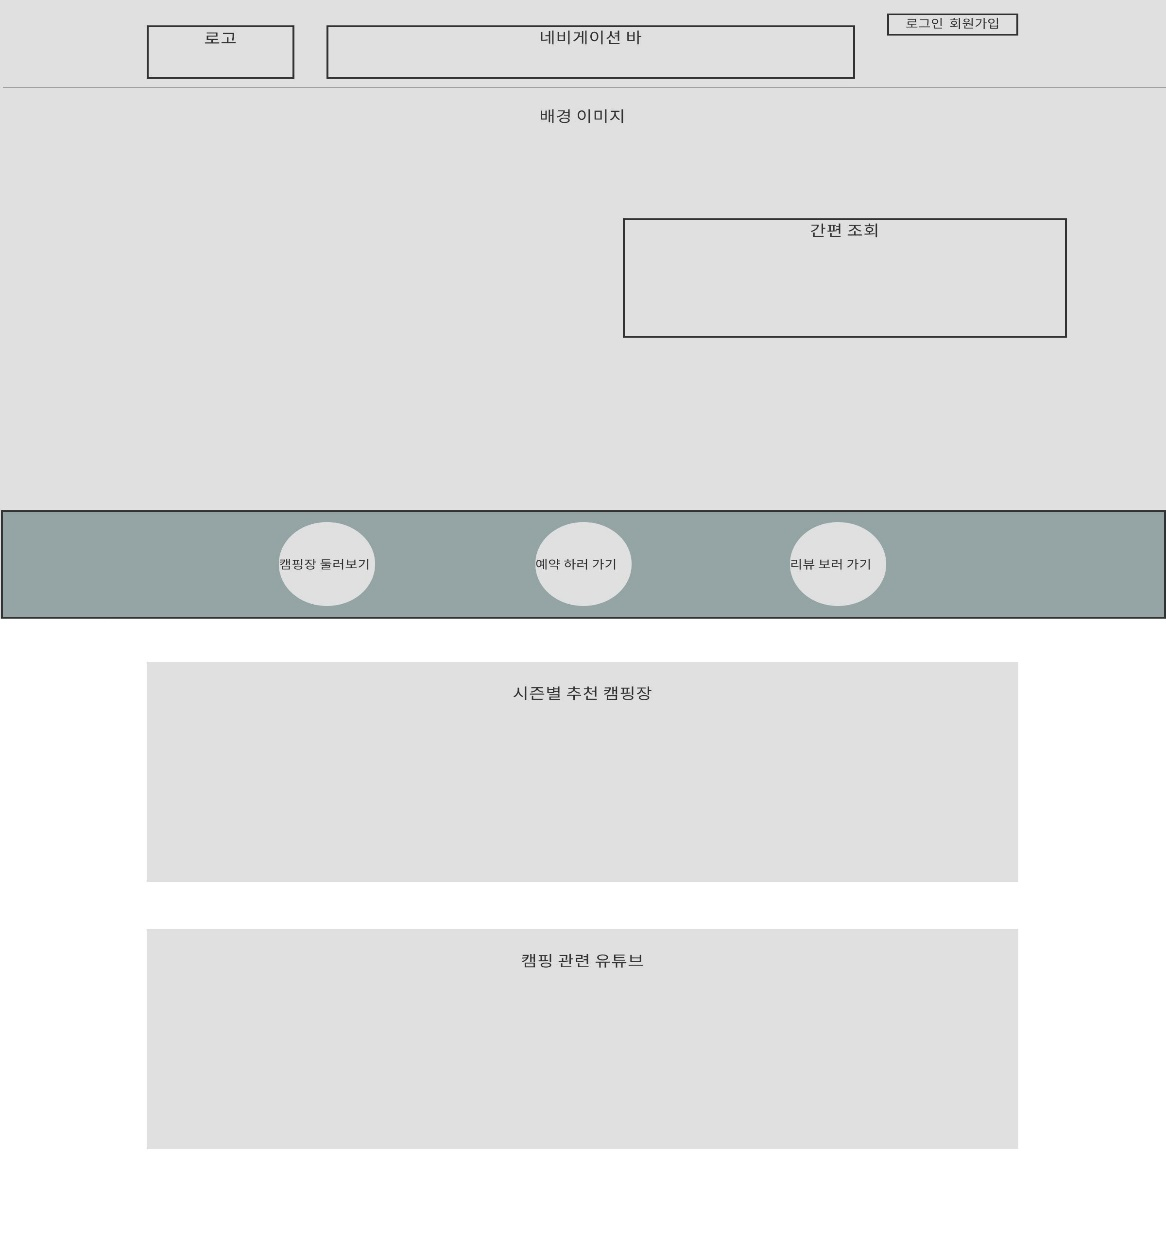 로고
네비게이션 바
로그인 회원가입
배경 이미지
간편 조회
캠핑장 둘러보기
예약 하러 가기
리뷰 보러 가기
시즌별 추천 캠핑장
캠핑 관련 유튜브